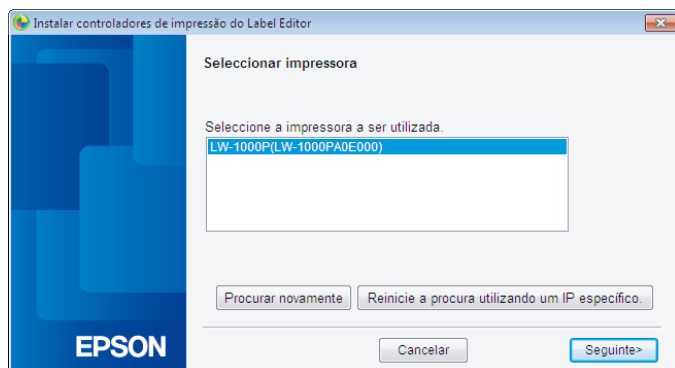 Instalar controladores de impressão do Label Editor
Seleccionar impressora
Seleccione a impressora a ser utilizada.
LW-1000P(LW-1000PA0E000)
Procurar novamente
Reinicie a procura utilizando um IP específico.
EPSON
Cancelar
Seguinte>